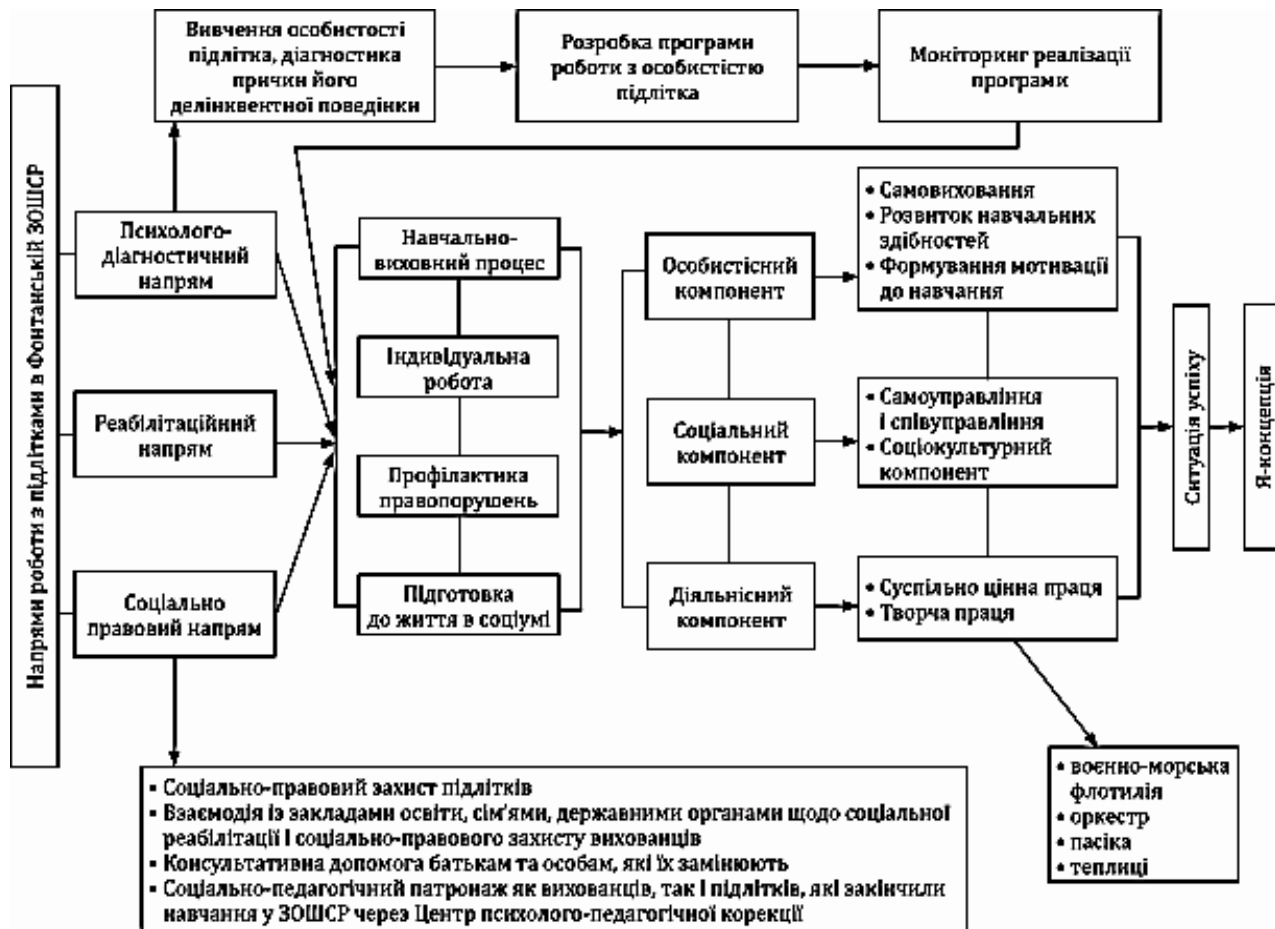 Напрями роботи з підлітками в Фонтанській ЗОШСР
Вивчення особистості
підлітка, діагностика
причин його
делінквентної поведінки
Розробка програми
роботи з особистістю
підлітка
Моніторинг реалізації
програми
Психолого-
діагностичний
напрям
Реабілітаційний
напрям
Соціально
правовий напрям
Навчально-
виховний процес
Індивідуальна
робота
Профілактика
правопорушень
Підготовка
до життя в соціумі
Особистісний
компонент
Соціальний
компонент
Діяльнісний
компонент
• Самовиховання
• Розвиток навчальних
здібностей
• Формування мотивації
до навчання
• Самоуправління
і співуправління
• Соціокультурний
компонент
• Суспільно цінна праця
• Творча праця
Ситуація успіху
Я-концепція
▪ Соціально-правовий захист підлітків
▪ Взаємодія із закладами освіти, сім'ями, державними органами щодо соціальної
реабілітації і соціально-правового захисту вихованців
▪ Консультативна допомога батькам та особам, які їх замінюють
▪ Соціально-педагогічний патронаж як вихованців, так і підлітків, які закінчили
навчання у ЗОШСР через Центр психолого-педагогічної корекції
• воєнно-морська
флотилія
• оркестр
• пасіка
• теплиці